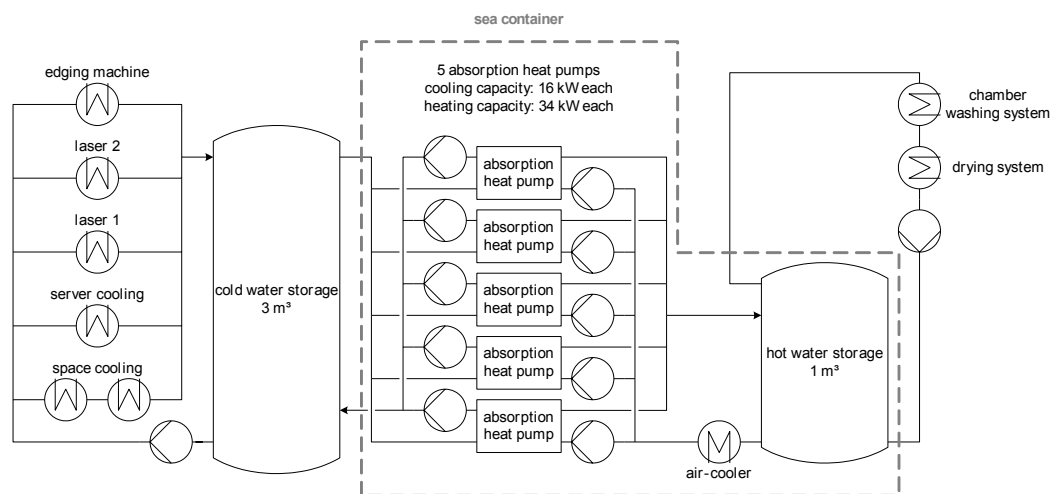 sea container
5 absorption heat pumps
cooling capacity: 16 kW each
heating capacity: 34 kW each
edging machine
laser 2
laser 1
server cooling
space cooling
cold water storage
3 m³
absorption
heat pump
absorption
heat pump
absorption
heat pump
absorption
heat pump
absorption
heat pump
chamber
washing system
drying system
hot water storage
1 m³
air-cooler